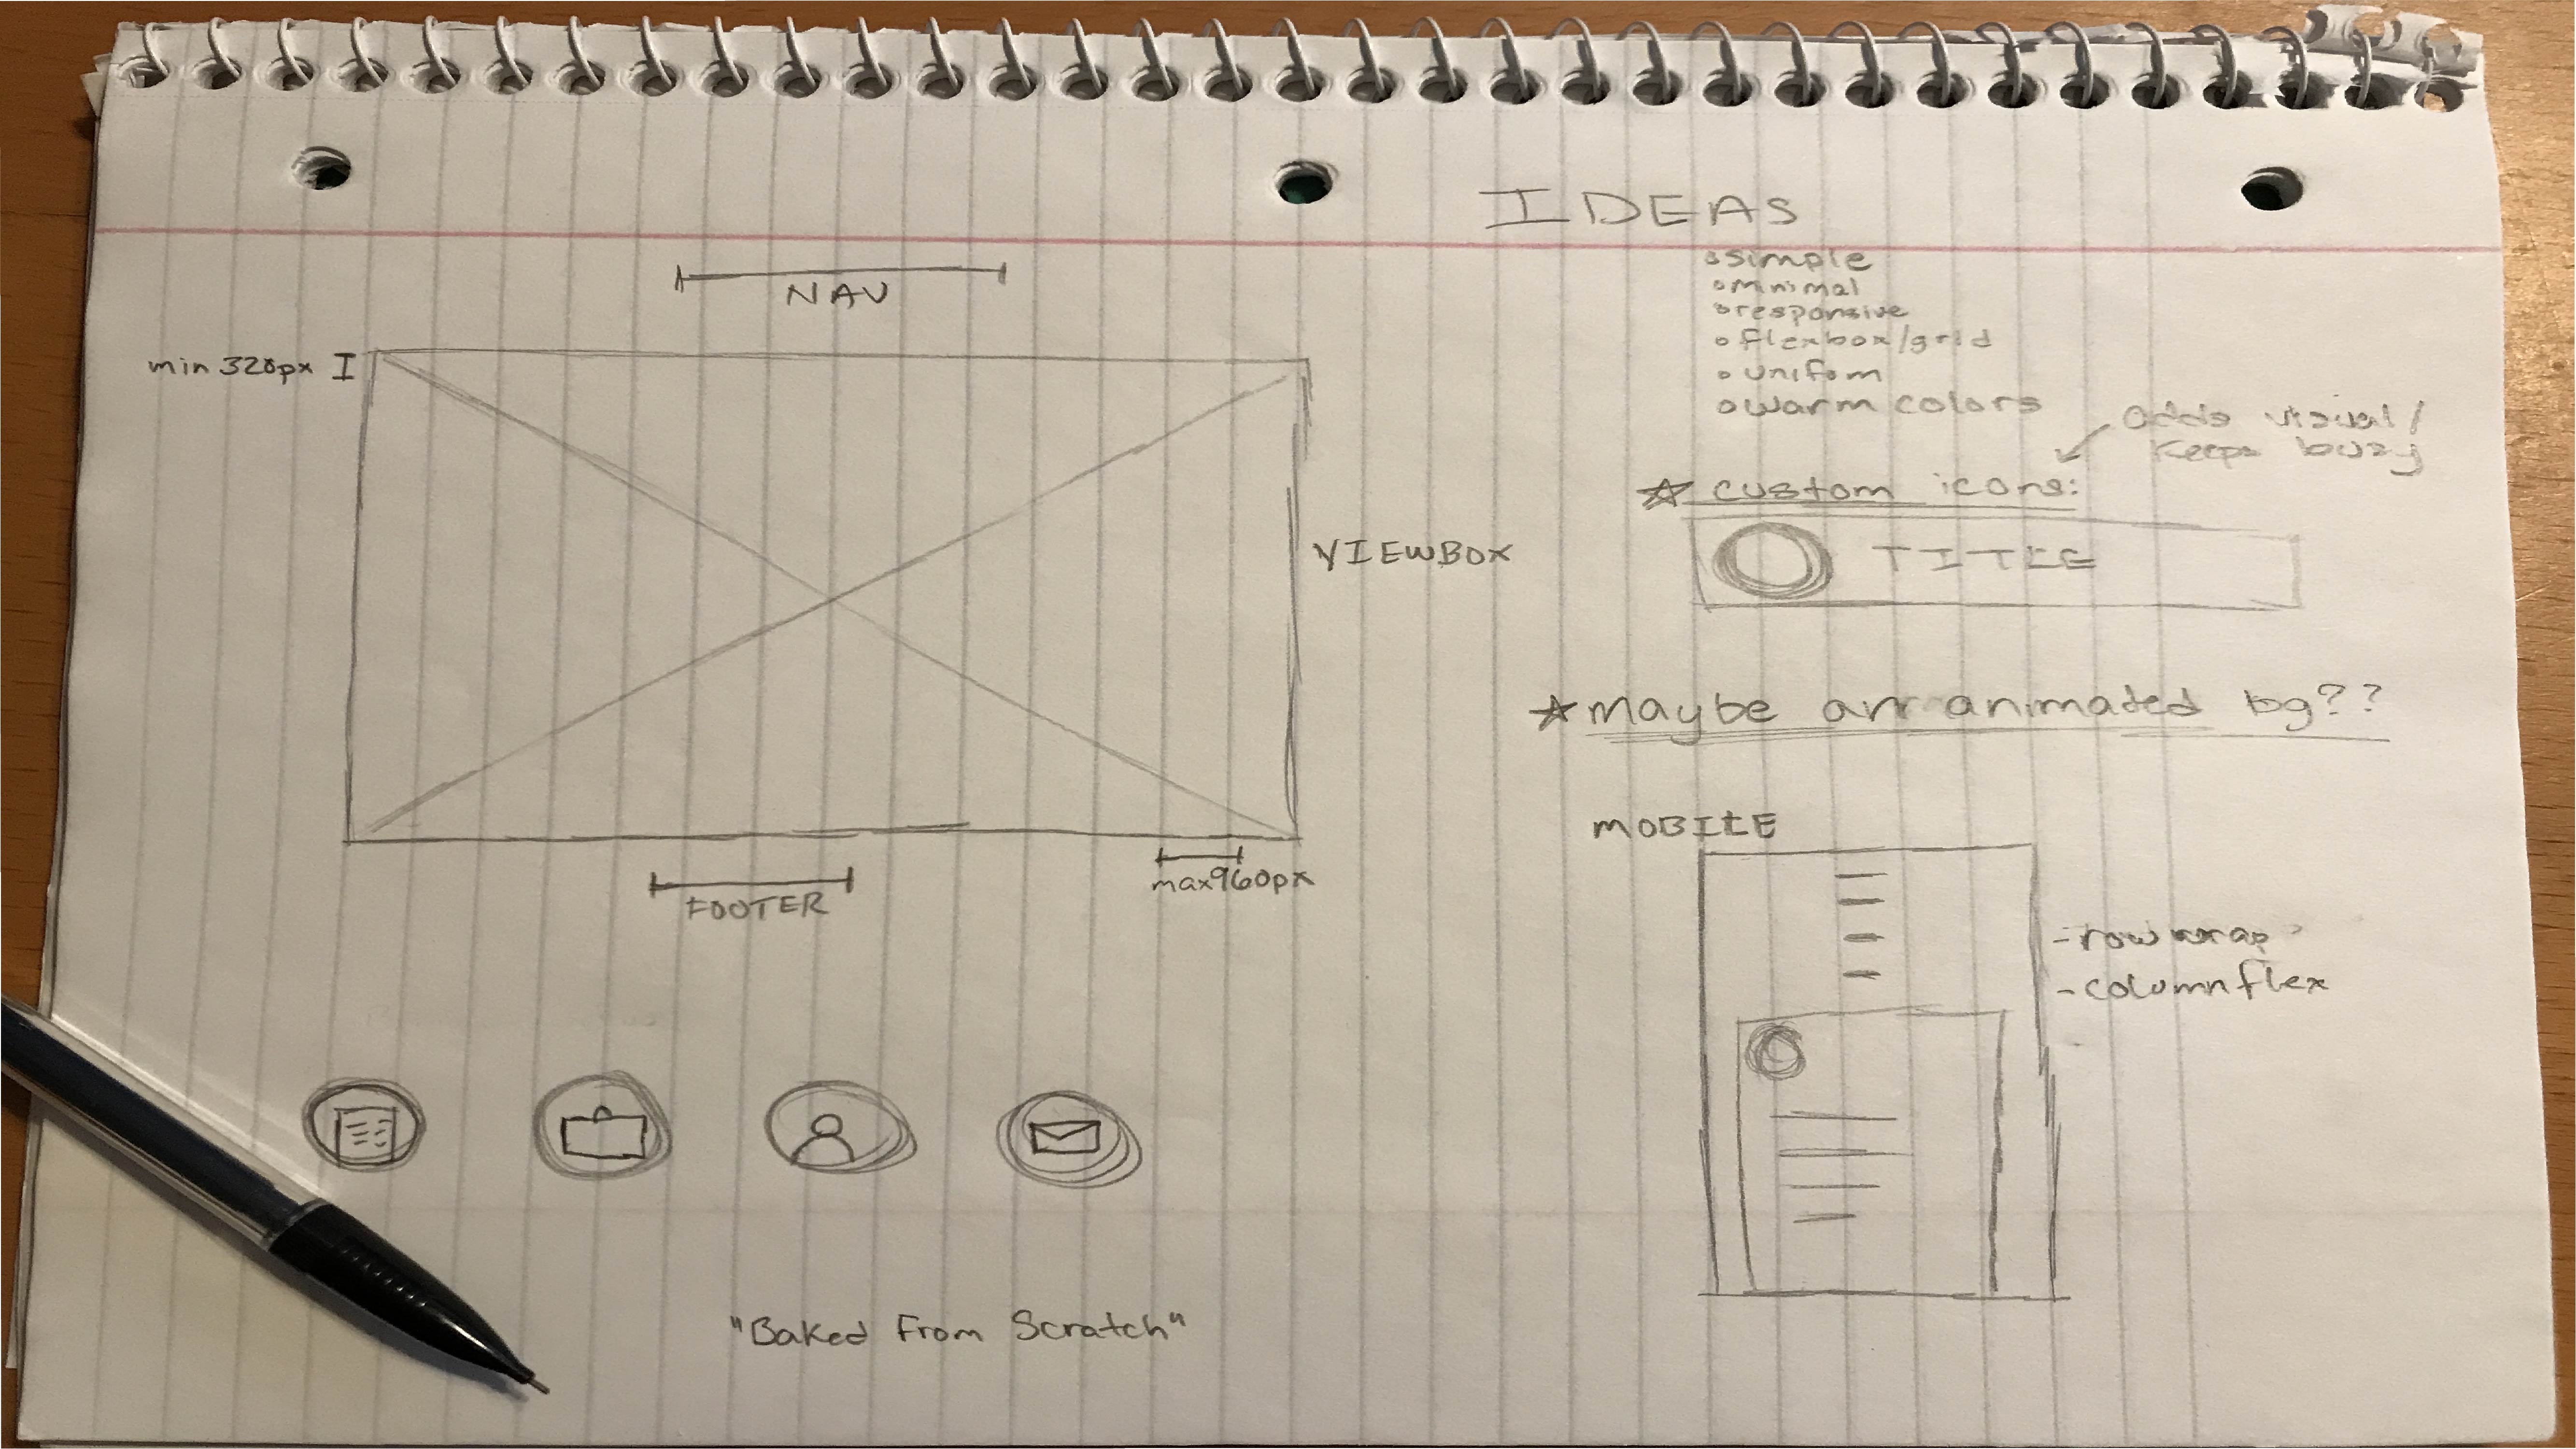 NAV
min 320px
VIEWBOX
max960px
FOOTER
"Baked From Scratch"
IDEAS
simple
minimal
responsive
flexbox/grid
uniform
warm colors
adds visual/
keeps busy
custom icons:
TITLE
maybe an animated bg??
MOBILE
-row wrap
-column flex